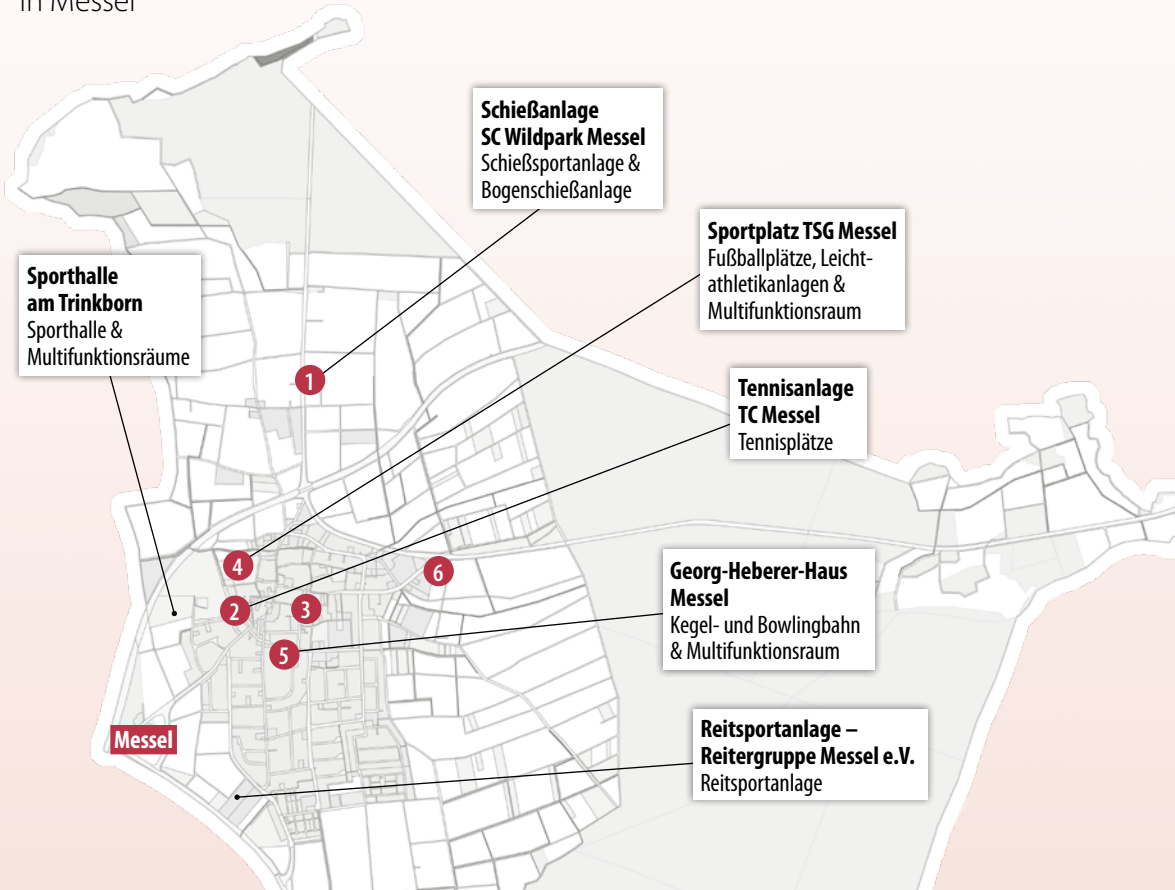 in Messel
Schießanlage
SC Wildpark Messel
Schießsportanlage &
Bogenschießanlage
Sportplatz TSG Messel
Fußballplätze, Leicht-
athletikanlagen &
Multifunktionsraum
Sporthalle
am Trinkborn
Sporthalle &
Multifunktionsräume
1
Tennisanlage
TC Messel
Tennisplätze
4
6
2
3
5
Georg-Heberer-Haus
Messel
Kegel- und Bowlingbahn
& Multifunktionsraum
Messel
Reitsportanlage –
Reitergruppe Messel e.V.
Reitsportanlage